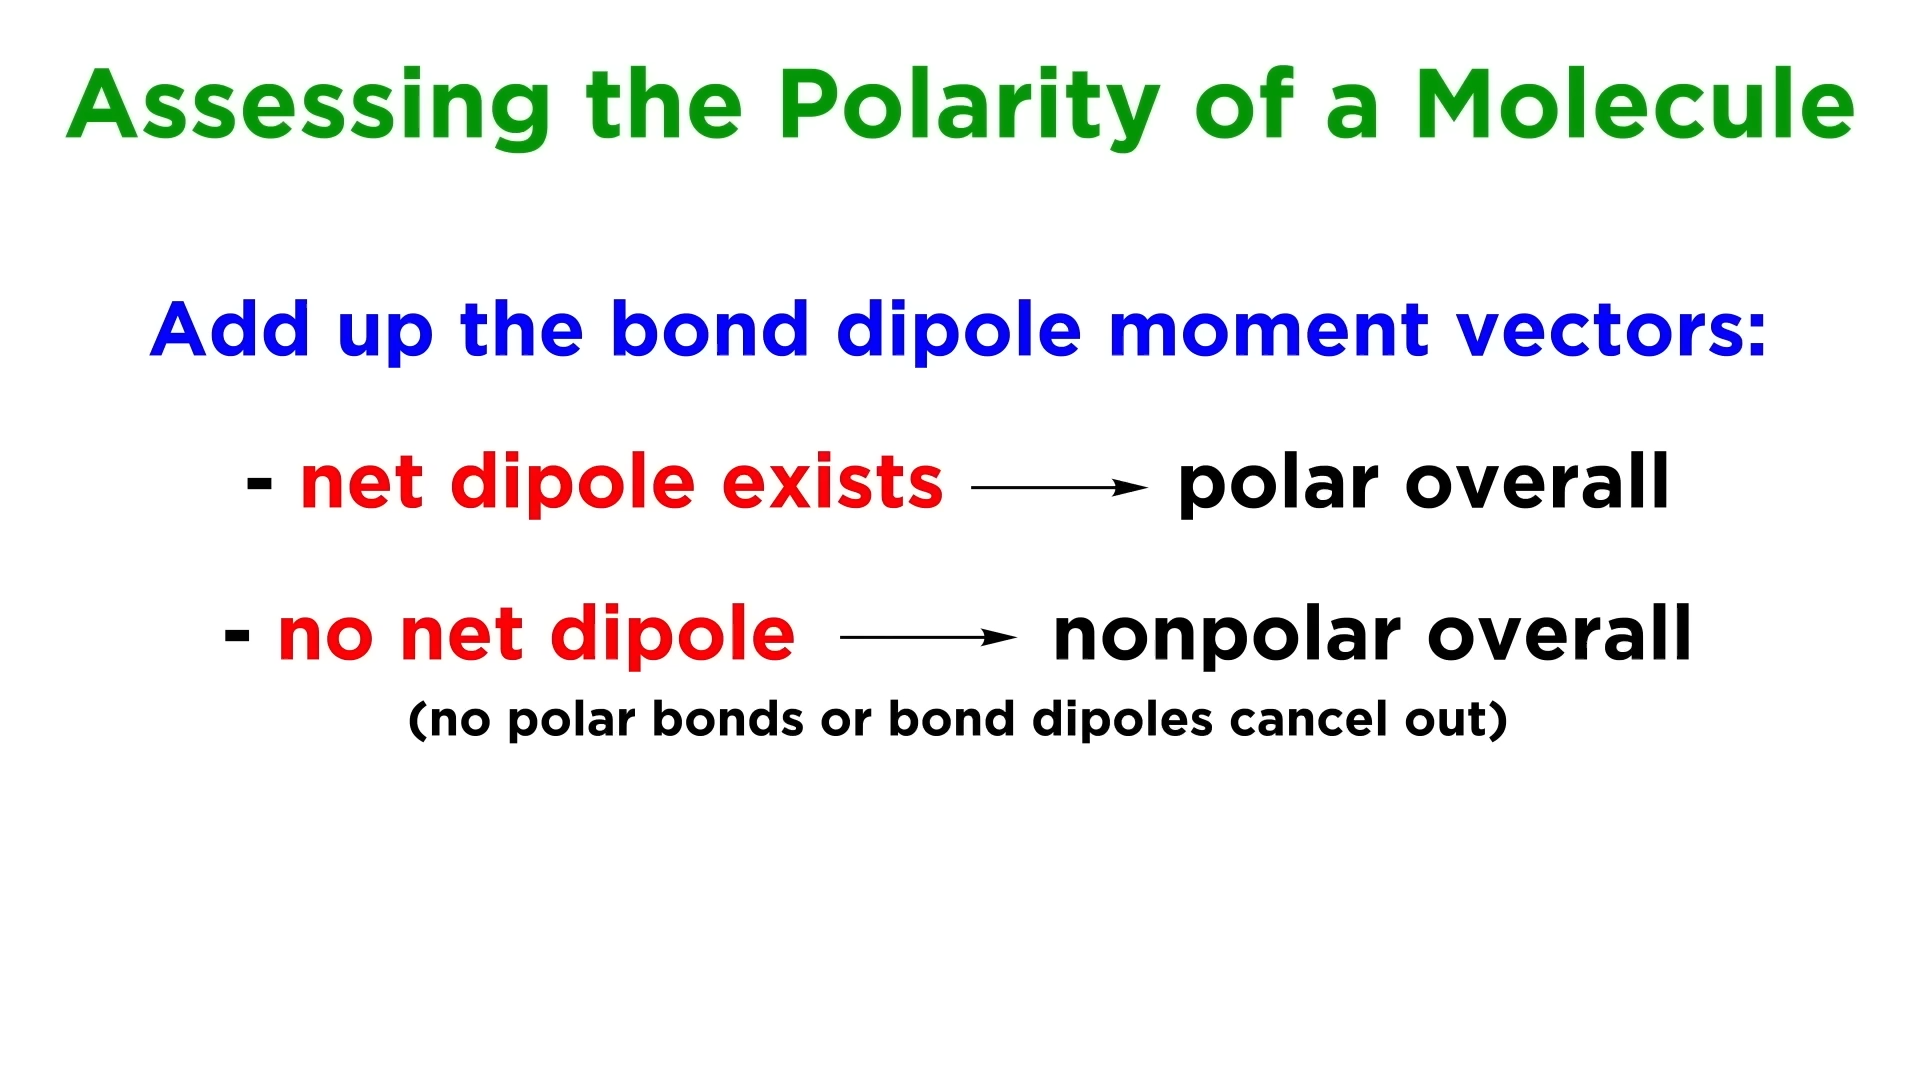 Assessing the Polarity of a Molecule
Add up the bond dipole moment vectors:
- net dipole exists ⟶ polar overall
- no net dipole ⟶ nonpolar overall
(no polar bonds or bond dipoles cancel out)